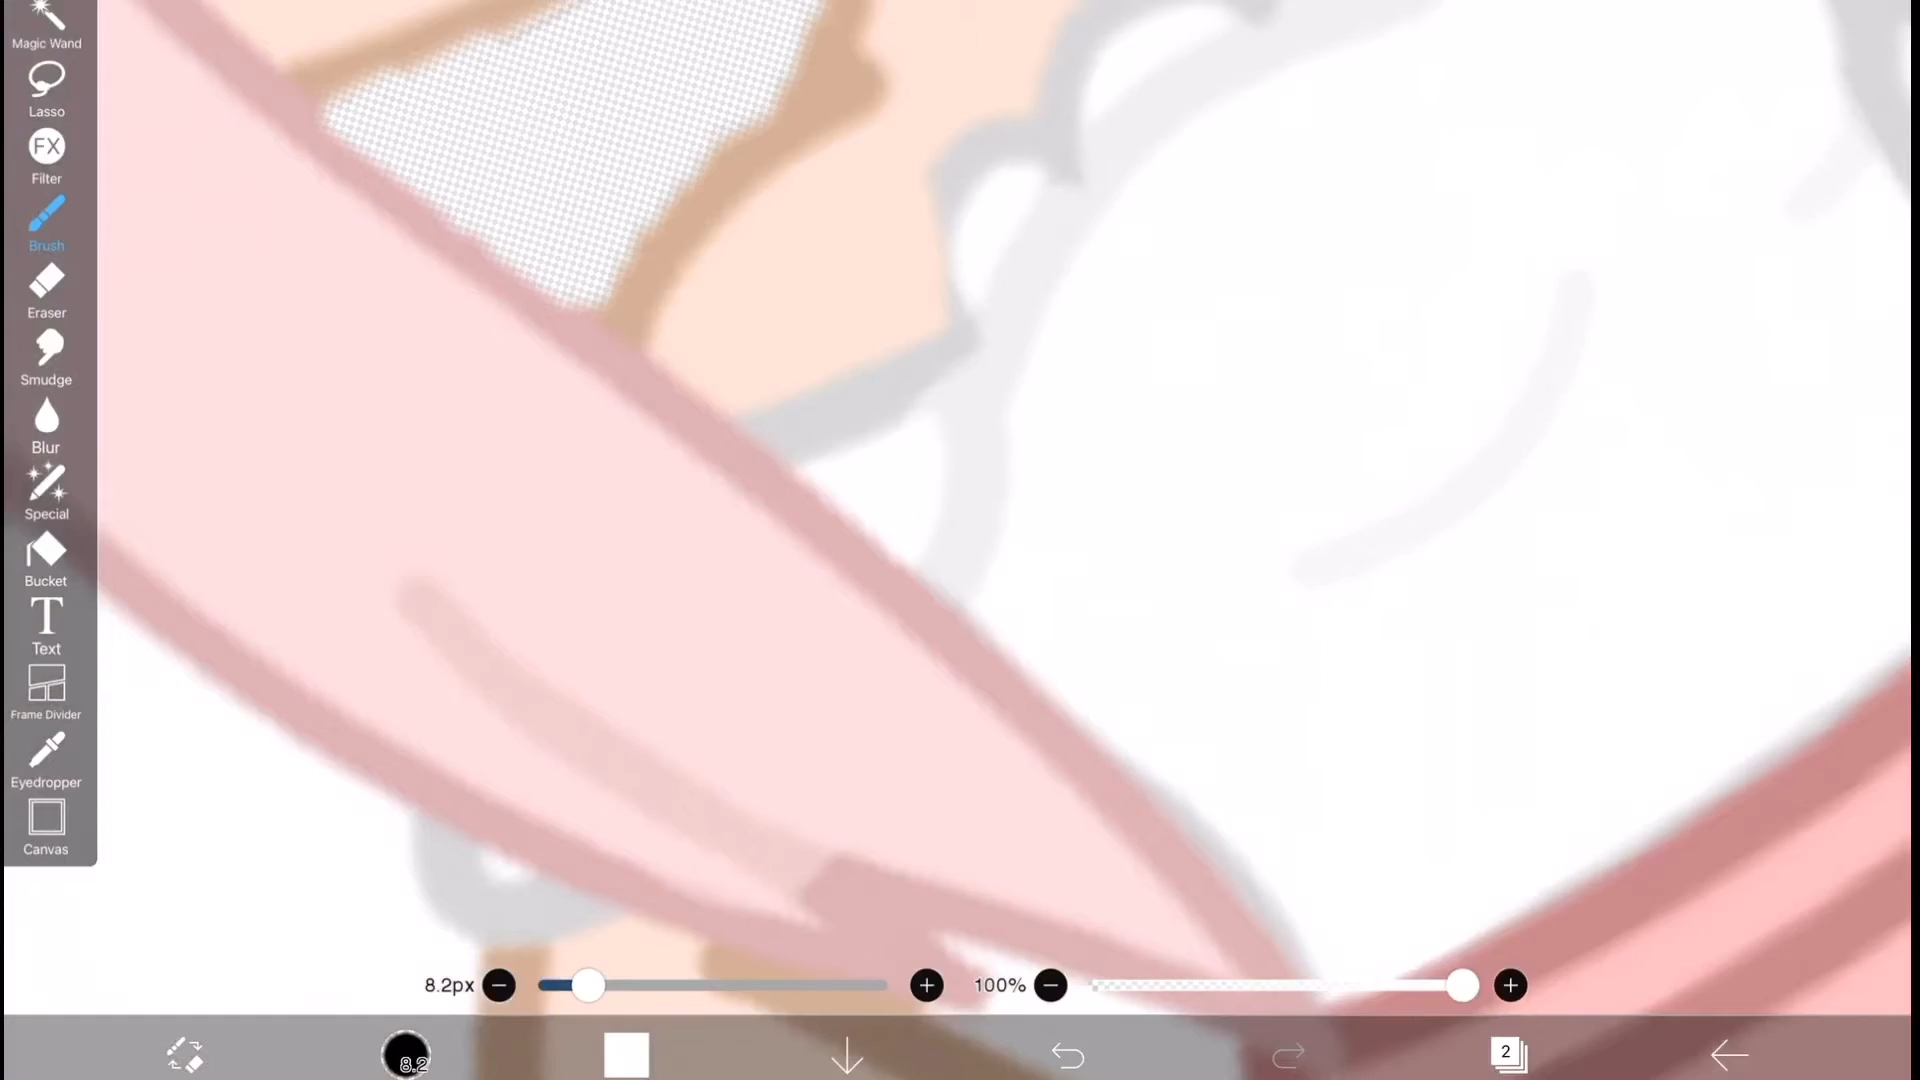 Magic Wand
Lasso
FX
Filter
Brush
Eraser
Smudge
Blur
Special
Bucket
T
Text
Frame Divider
Eyedropper
Canvas
8.2px
100%
8.2
2